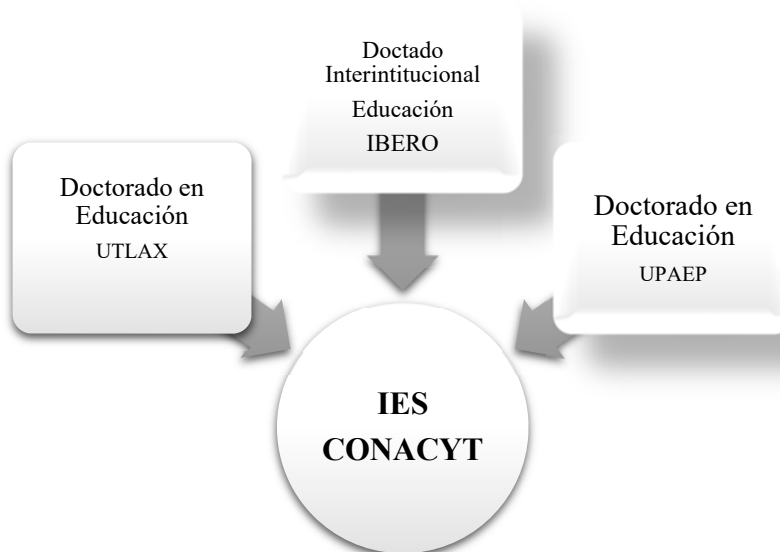 Doctado
Interintitucional
Educación
IBERO
Doctorado en
Educación
UTLAX
Doctorado en
Educación
UPAEP
IES
CONACYT